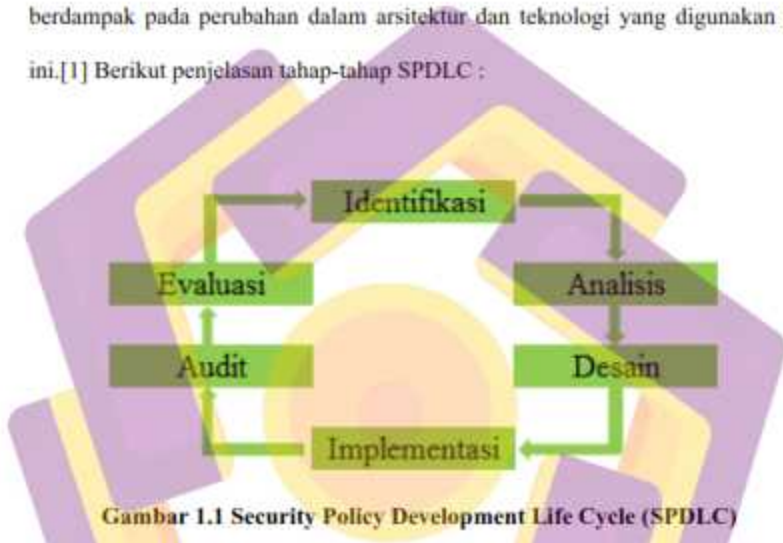 berdampak pada perubahan dalam arsitektur dan teknologi yang digunakan
ini.[1] Berikut penjelasan tahap-tahap SPDLC :
Identifikasi
Evaluasi
Analisis
Audit
Desain
Implementasi
Gambar 1.1 Security Policy Development Life Cycle (SPDLC)